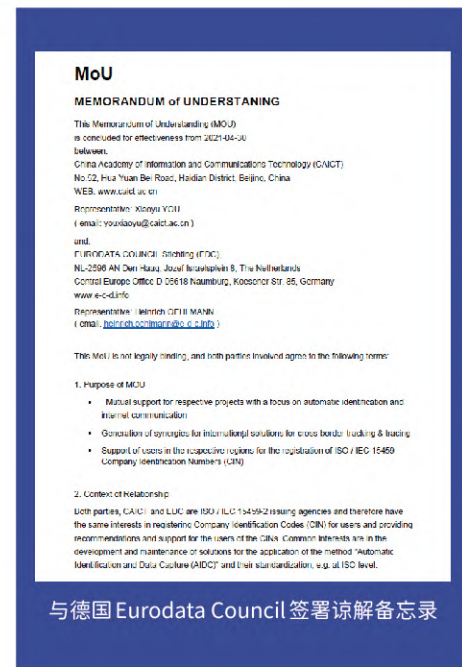 MoU
MEMORANDUM of UNDERSTANING
This Memorandum of Understanding (MOU)
is concluded for effectiveness from 2021-04-30
between:
China Academy of Information and Communications Technology (CAICT)
No.52, Hua Yuan Bei Road, Haidian District, Beijing, China
WEB: www.caict.ac.cn
Representative: Xiaoyu YOU
( email: youxiaoyu@caict.ac.cn )
and,
EURODATA COUNCIL Stichting (EDC)
NL-2596 AN Den Haag, Jozef Israelsplein 8, The Netherlands
Central Europe Office D 06618 Naumburg, Koesener Str. 85, Germany
www.e-c-d.info
Representative: Heinrich OEHLMANN
( email: heinrich.oehlmann@e-d-c.info )
This MoU is not legally binding, and both parties involved agree to the following terms:
1. Purpose of MOU
• Mutual support for respective projects with a focus on automatic identification and
internet communication
• Generation of synergies for international solutions for cross border tracking & tracing
• Support of users in the respective regions for the registration of ISO / IEC 15459
Company Identification Numbers (CIN)
2. Context of Relationship
Both parties, CAICT and EDC are ISO / IEC 15459-2 issuing agencies and therefore have
the same interests in registering Company Identification Codes (CIN) for users and providing
recommendations and support for the users of the CINs. Common interests are in the
development and maintenance of solutions for the application of the method "Automatic
Identification and Data Capture (AIDC)" and their standardization, e.g. at ISO level.
与德国Eurodata Council签署谅解备忘录